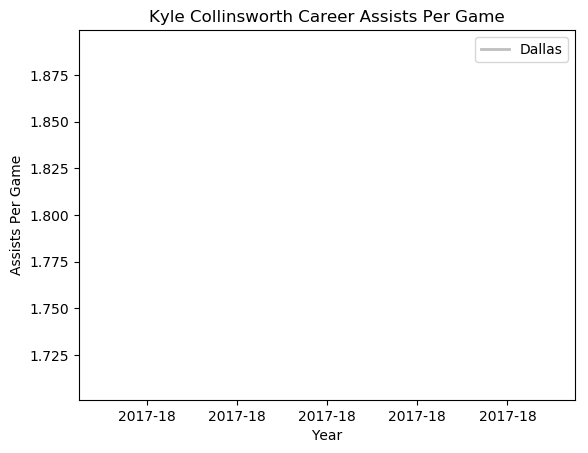 Kyle Collinsworth Career Assists Per Game
Dallas
Assists Per Game
1.875
1.850
1.825
1.800
1.775
1.750
1.725
2017-18 2017-18 2017-18 2017-18 2017-18
Year